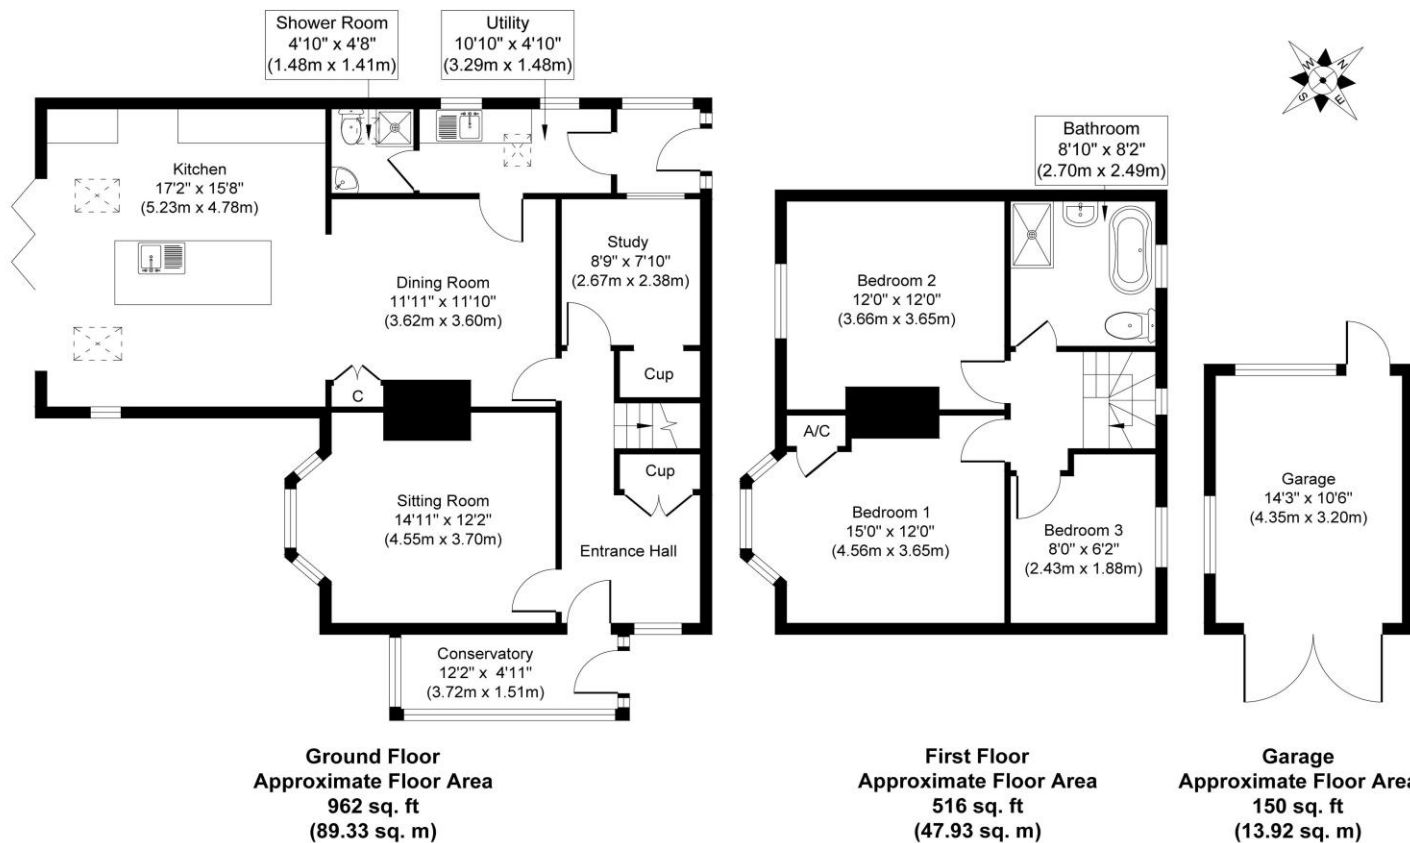 Shower Room
4'10" x 4'8"
(1.48m x 1.41m)
Utility
10'10" x 4'10"
(3.29m x 1.48m)
Kitchen
17'2" x 15'8"
(5.23m x 4.78m)
Study
8'9" x 7'10"
(2.67m x 2.38m)
Dining Room
11'11" x 11'10"
(3.62m x 3.60m)
Cup
C
Cup
Sitting Room
14'11" x 12'2"
(4.55m x 3.70m)
Entrance Hall
Conservatory
12'2" x 4'11"
(3.72m x 1.51m)
Ground Floor
Approximate Floor Area
962 sq. ft
(89.33 sq. m)
Bathroom
8'10" x 8'2"
(2.70m x 2.49m)
Bedroom 2
12'0" x 12'0"
(3.66m x 3.65m)
A/C
Bedroom 1
15'0" x 12'0"
(4.56m x 3.65m)
Bedroom 3
8'0" x 6'2"
(2.43m x 1.88m)
First Floor
Approximate Floor Area
516 sq. ft
(47.93 sq. m)
W N
S E
Garage
14'3" x 10'6"
(4.35m x 3.20m)
Garage
Approximate Floor Area
150 sq. ft
(13.92 sq. m)